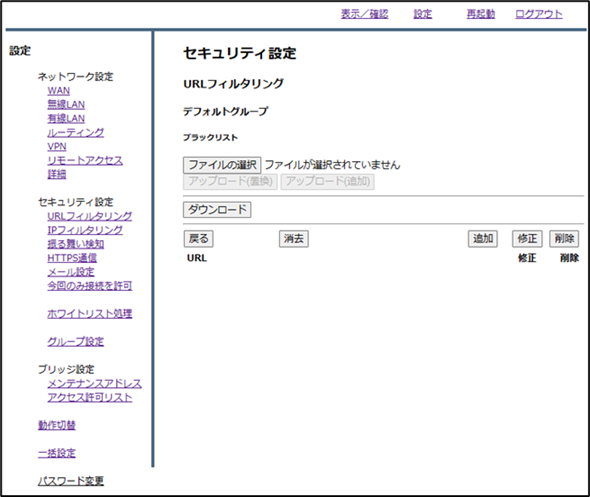 表示／確認 設定 再起動 ログアウト
設定
ネットワーク設定
WAN
無線LAN
有線LAN
ルーティング
VPN
リモートアクセス
詳細
セキュリティ設定
URLフィルタリング
IPフィルタリング
振る舞い検知
HTTPS通信
メール設定
今回のみ接続を許可
ホワイトリスト処理
グループ設定
ブリッジ設定
メンテナンスアドレス
アクセス許可リスト
動作切替
一括設定
パスワード変更
セキュリティ設定
URLフィルタリング
デフォルトグループ
ブラックリスト
ファイルの選択 ファイルが選択されていません
アップロード(置換) アップロード(追加)
ダウンロード
戻る 消去 追加 修正 削除
URL 修正 削除